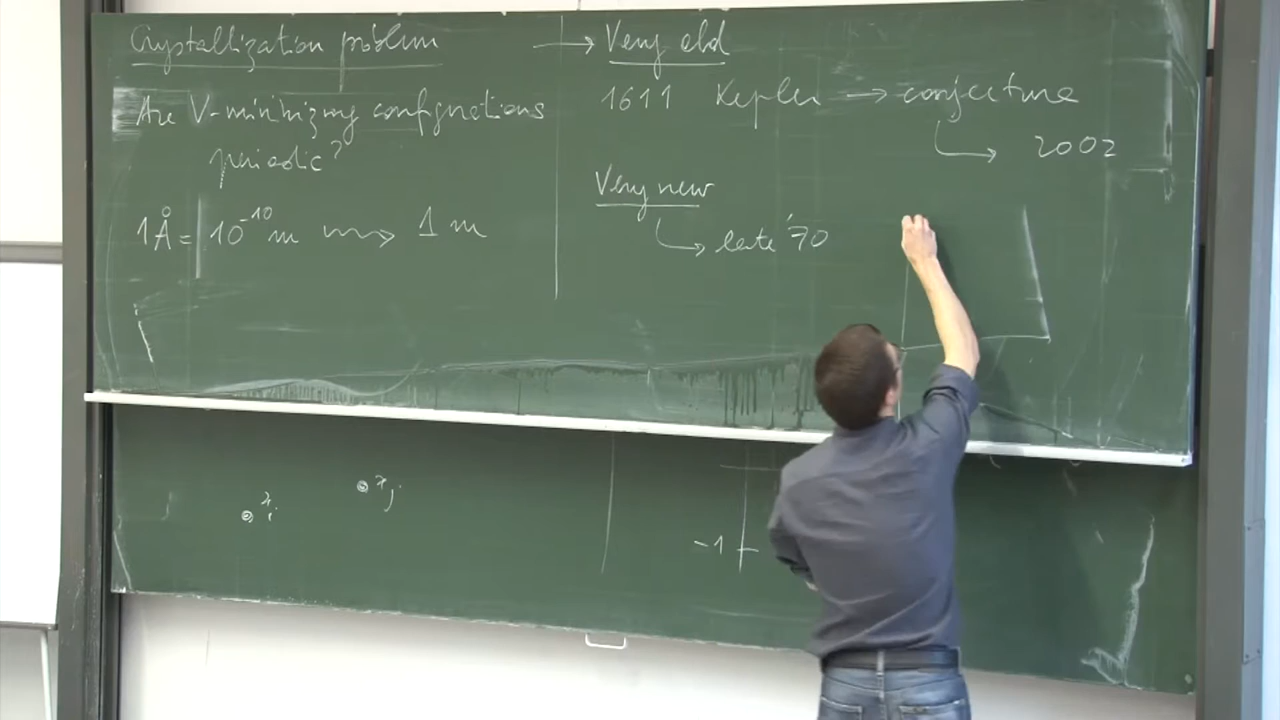 Crystallization problem
Are V-minimizing configurations
periodic?
1Å = 10^-10 m ⇝ 1 m
→ Very old
1611 Kepler → conjecture
↳ 2002
Very new
↳ late '70
x_i
x_j
-1